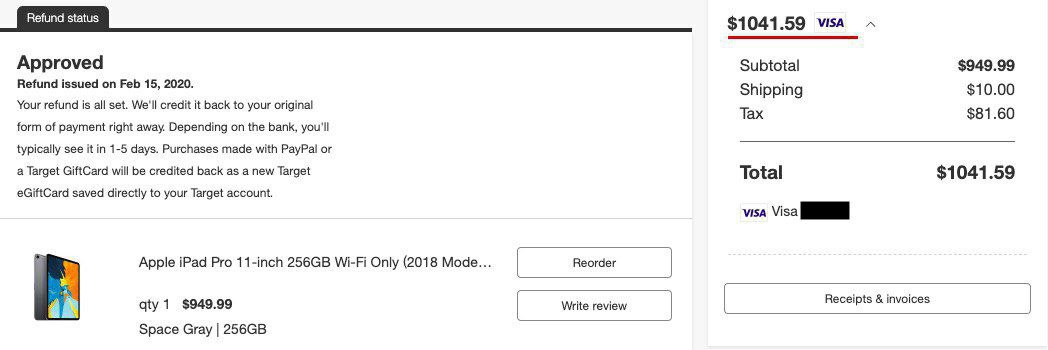 Refund status
Approved
Refund issued on Feb 15, 2020.
Your refund is all set. We'll credit it back to your original
form of payment right away. Depending on the bank, you'll
typically see it in 1-5 days. Purchases made with PayPal or
a Target GiftCard will be credited back as a new Target
eGiftCard saved directly to your Target account.
Apple iPad Pro 11-inch 256GB Wi-Fi Only (2018 Mode...
qty 1 $949.99
Space Gray | 256GB
Reorder
Write review
$1041.59 VISA
Subtotal $949.99
Shipping $10.00
Tax $81.60
Total $1041.59
VISA Visa
Receipts & invoices